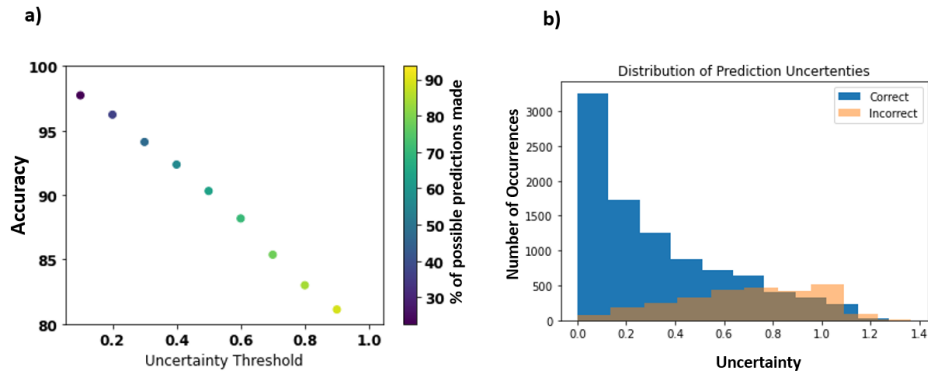 a)
100
95
90
85
80
Accuracy
0.2 0.4 0.6 0.8 1.0
Uncertainty Threshold
90
80
70
60
50
40
30
% of possible predictions made
b)
Distribution of Prediction Uncertenties
Correct
Incorrect
3000
2500
2000
1500
1000
500
0
Number of Occurrences
0.0 0.2 0.4 0.6 0.8 1.0 1.2 1.4
Uncertainty